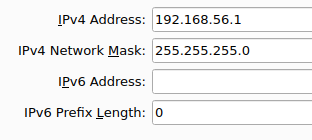 IPv4 Address: 192.168.56.1
IPv4 Network Mask: 255.255.255.0
IPv6 Address:
IPv6 Prefix Length: 0